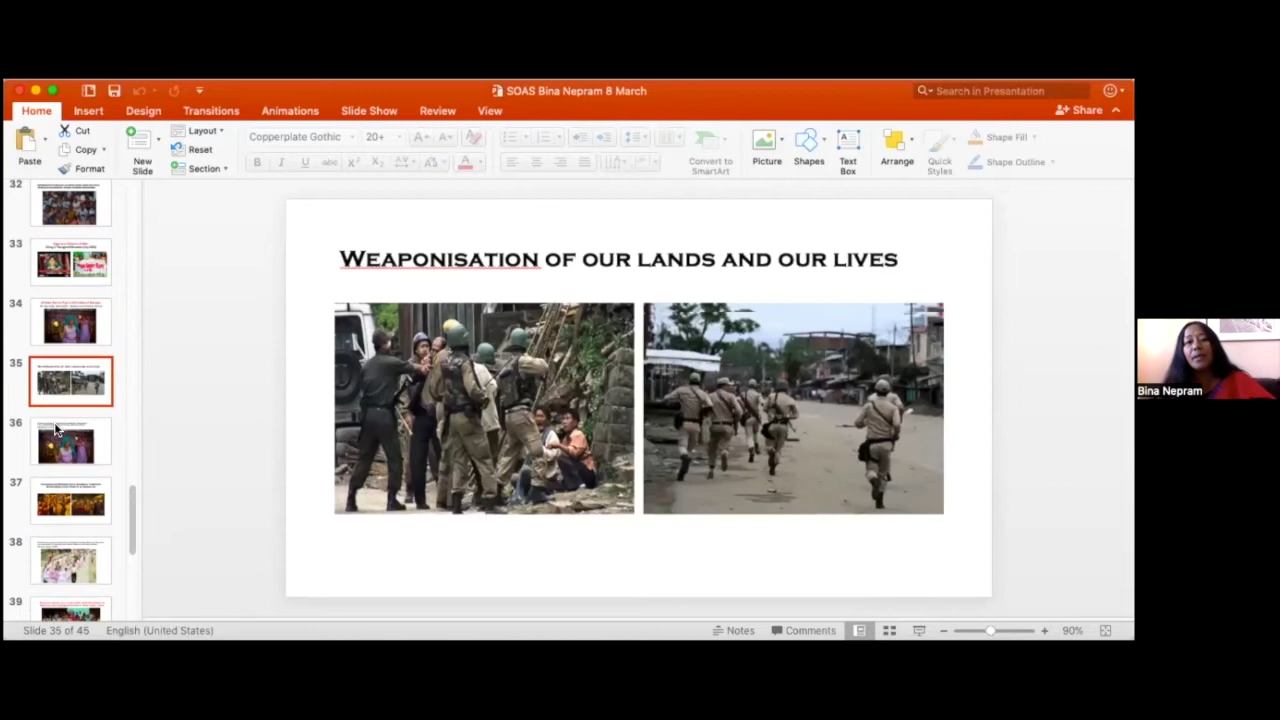 SOAS Bina Nepram 8 March
Search in Presentation
Home Insert Design Transitions Animations Slide Show Review View
Share
Paste
Cut
Copy
Format
New Slide
Layout
Reset
Section
Copperplate Gothic
20+
Convert to SmartArt
Picture
Shapes
Text Box
Arrange
Quick Styles
Shape Fill
Shape Outline
32
33
34
35
36
37
38
39
WEAPONISATION OF OUR LANDS AND OUR LIVES
Bina Nepram
Slide 35 of 45 English (United States)
Notes Comments 90%